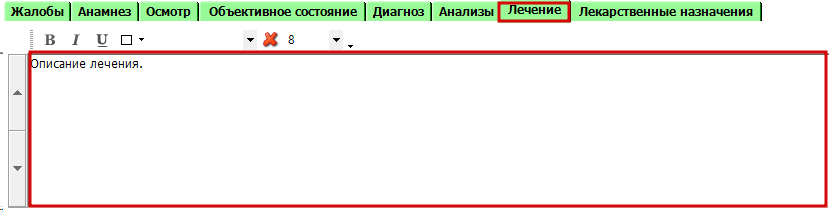 Жалобы Анамнез Осмотр Объективное состояние Диагноз Анализы Лечение Лекарственные назначения
B I U 8
Описание лечения.